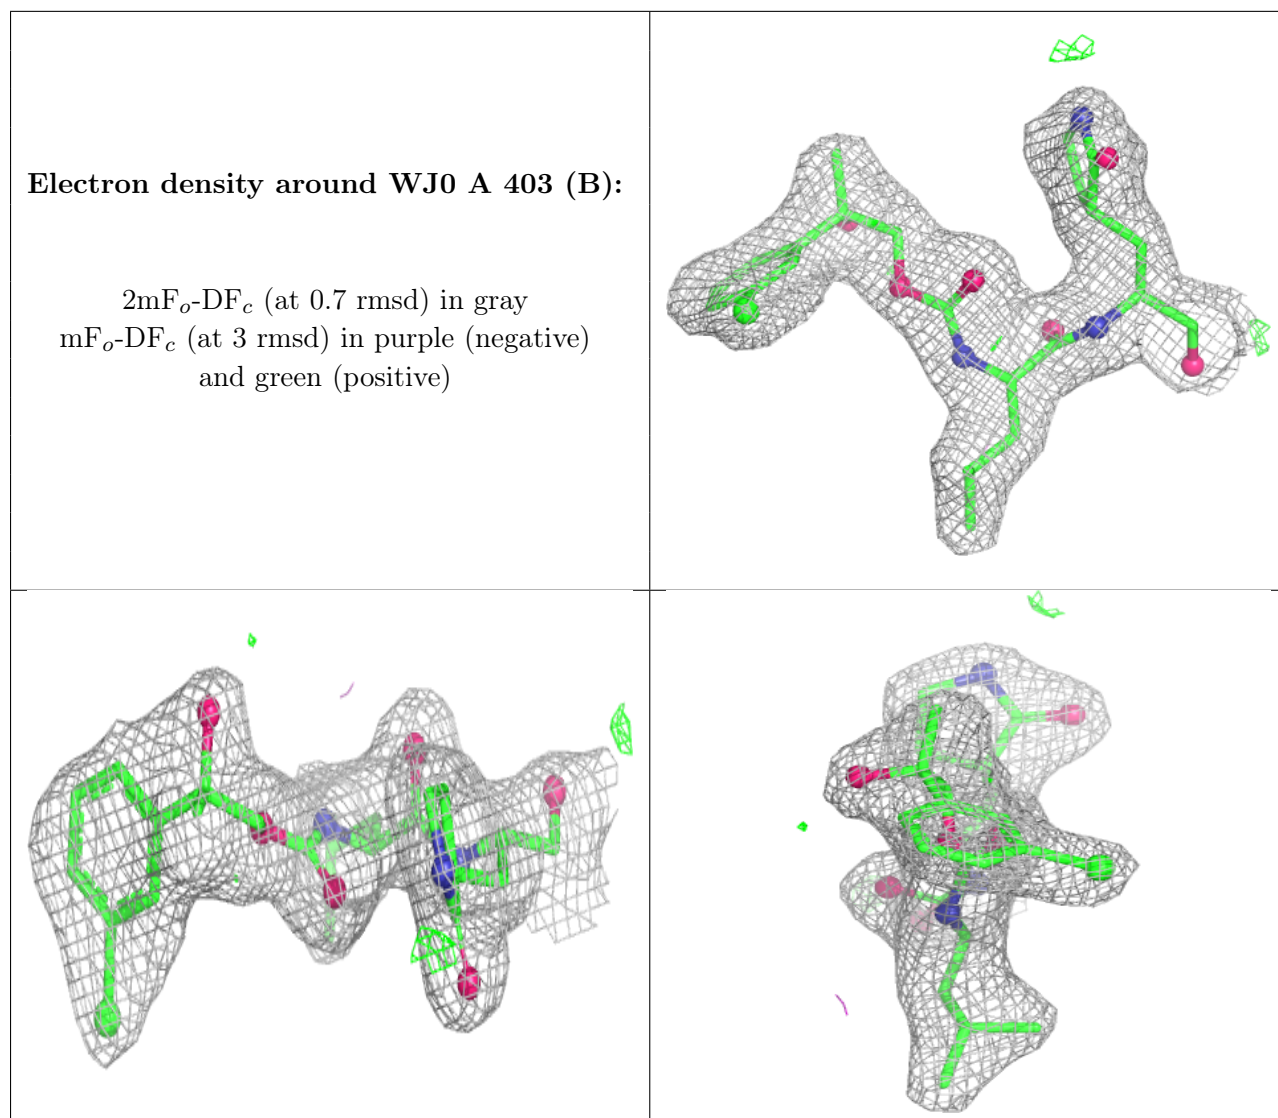 Electron density around WJ0 A 403 (B):
2mFo-DFc (at 0.7 rmsd) in gray
mFo-DFc (at 3 rmsd) in purple (negative)
and green (positive)